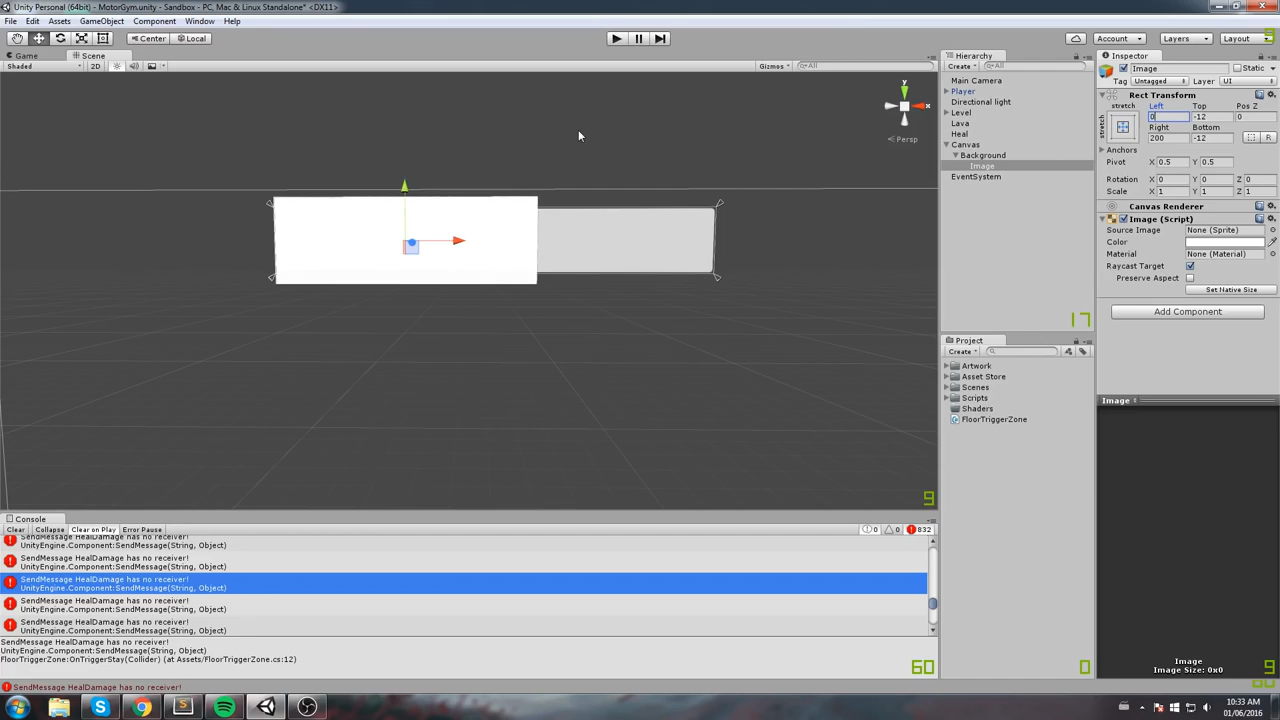 Unity Personal (64bit) - MotorGym.unity - Sandbox - PC, Mac & Linux Standalone* <DX11>
File Edit Assets GameObject Component Window Help
Center Local Account Layers Layout
Game Scene
Shaded 2D Gizmos All
y
x
Persp
Hierarchy
Create All
Main Camera
Player
Directional light
Level
Lava
Heal
Canvas
Background
Image
EventSystem
17
Project
Create
Artwork
Asset Store
Scenes
Scripts
Shaders
FloorTriggerZone
0
Inspector
Image Static
Tag Untagged Layer UI
Rect Transform
stretch Left Top Pos Z
stretch 0 -12 0
Right Bottom
200 -12 R
Anchors
Pivot X 0.5 Y 0.5
Rotation X 0 Y 0 Z 0
Scale X 1 Y 1 Z 1
Canvas Renderer
Image (Script)
Source Image None (Sprite)
Color
Material None (Material)
Raycast Target
Preserve Aspect
Set Native Size
Add Component
Image
Image
Image Size: 0x0
9
9
Console
Clear Collapse Clear on Play Error Pause 0 0 832
SendMessage HealDamage has no receiver!
UnityEngine.Component:SendMessage(String, Object)
SendMessage HealDamage has no receiver!
UnityEngine.Component:SendMessage(String, Object)
SendMessage HealDamage has no receiver!
UnityEngine.Component:SendMessage(String, Object)
SendMessage HealDamage has no receiver!
UnityEngine.Component:SendMessage(String, Object)
SendMessage HealDamage has no receiver!
UnityEngine.Component:SendMessage(String, Object)
SendMessage HealDamage has no receiver!
UnityEngine.Component:SendMessage(String, Object)
FloorTriggerZone:OnTriggerStay(Collider) (at Assets/FloorTriggerZone.cs:12)
60
SendMessage HealDamage has no receiver!
10:33 AM
01/06/2016